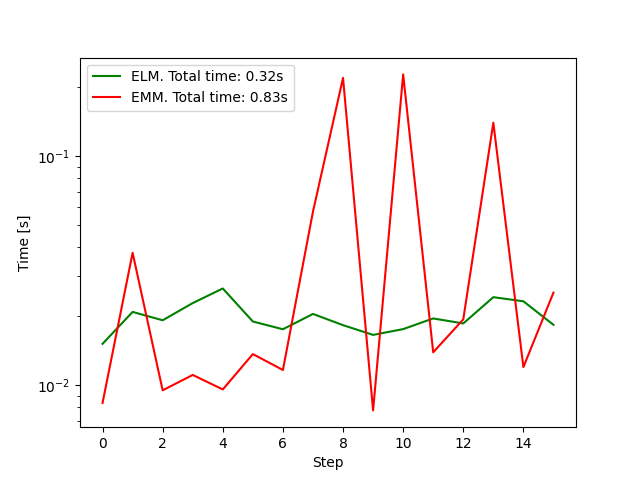 ELM. Total time: 0.32s
EMM. Total time: 0.83s
Time [s]
10⁻¹
10⁻²
0 2 4 6 8 10 12 14
Step